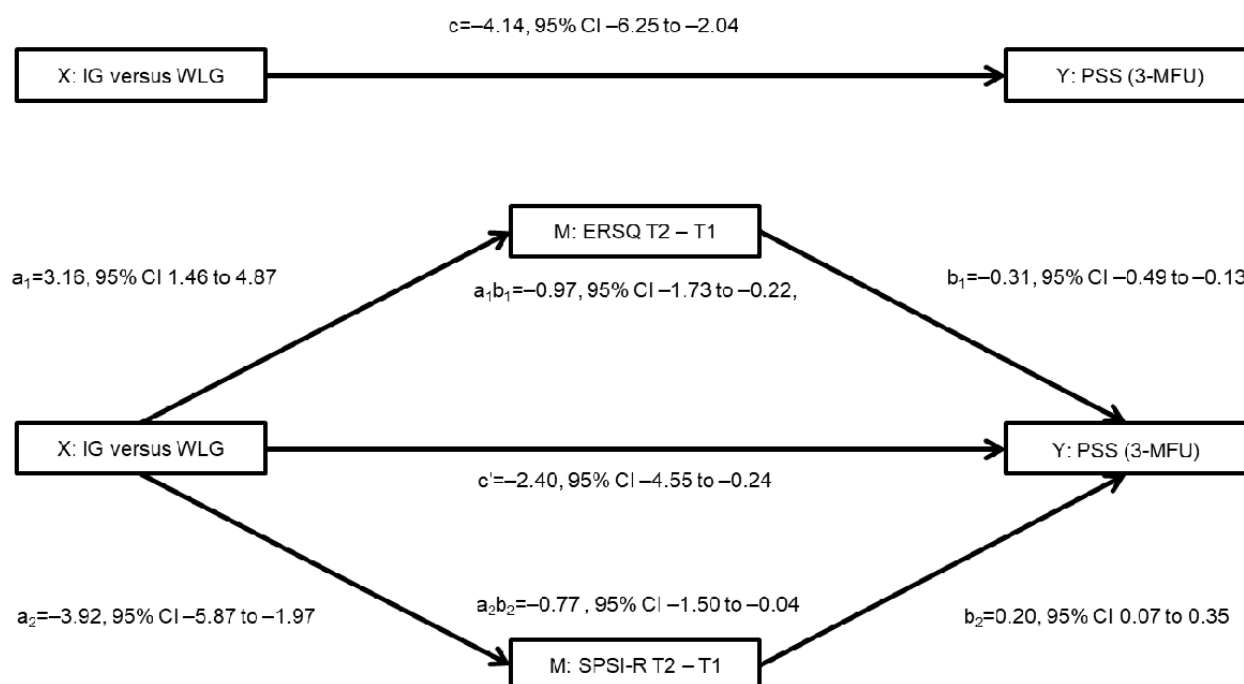 c=–4.14, 95% CI –6.25 to –2.04
X: IG versus WLG
Y: PSS (3-MFU)
M: ERSQ T2 – T1
a₁=3.16, 95% CI 1.46 to 4.87
a₁b₁=–0.97, 95% CI –1.73 to –0.22,
b₁=–0.31, 95% CI –0.49 to –0.13
X: IG versus WLG
Y: PSS (3-MFU)
c'=–2.40, 95% CI –4.55 to –0.24
a₂=–3.92, 95% CI –5.87 to –1.97
a₂b₂=–0.77 , 95% CI –1.50 to –0.04
b₂=0.20, 95% CI 0.07 to 0.35
M: SPSI-R T2 – T1